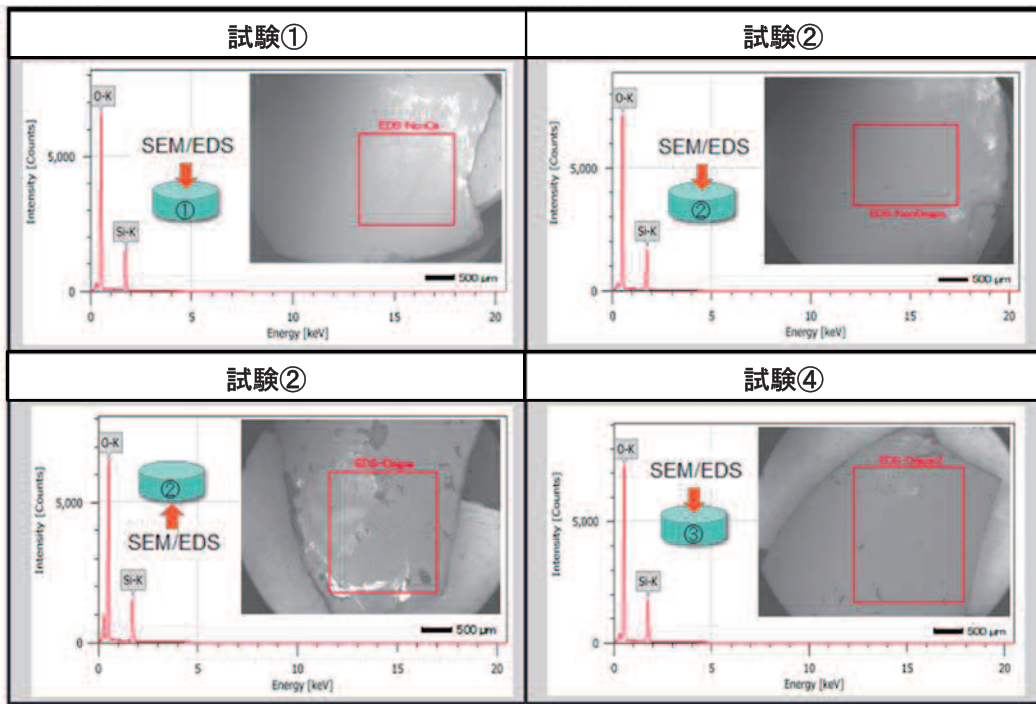 試験①
試験②
O-K
SEM/EDS
①
Si-K
5,000
0
Intensity [Counts]
0
5
10
15
20
Energy [keV]
500 µm
O-K
SEM/EDS
②
Si-K
5,000
0
Intensity [Counts]
0
5
10
15
20
Energy [keV]
500 µm
試験②
試験④
O-K
②
SEM/EDS
Si-K
5,000
0
Intensity [Counts]
0
5
10
15
20
Energy [keV]
500 µm
O-K
SEM/EDS
③
Si-K
5,000
0
Intensity [Counts]
0
5
10
15
20
Energy [keV]
500 µm